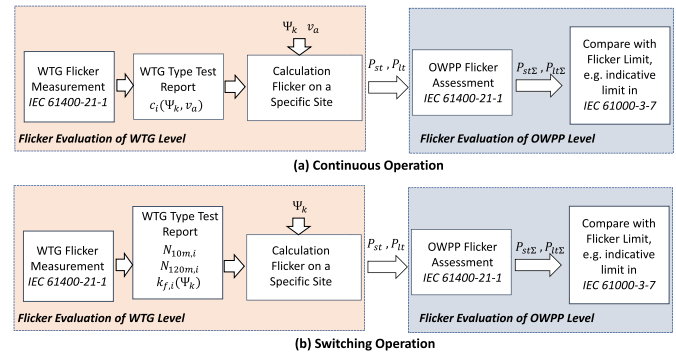 Ψk va
WTG Flicker
Measurement
IEC 61400-21-1
WTG Type Test
Report
ci(Ψk, va)
Calculation
Flicker on a
Specific Site
Pst , Plt
OWPP Flicker
Assessment
IEC 61400-21-1
PstΣ , PltΣ
Compare with
Flicker Limit,
e.g. indicative
limit in
IEC 61000-3-7
Flicker Evaluation of WTG Level
Flicker Evaluation of OWPP Level
(a) Continuous Operation
Ψk
WTG Flicker
Measurement
IEC 61400-21-1
WTG Type Test
Report
N10m,i
N120m,i
kf,i(Ψk)
Calculation
Flicker on a
Specific Site
Pst , Plt
OWPP Flicker
Assessment
IEC 61400-21-1
PstΣ , PltΣ
Compare with
Flicker Limit,
e.g. indicative
limit in
IEC 61000-3-7
Flicker Evaluation of WTG Level
Flicker Evaluation of OWPP Level
(b) Switching Operation